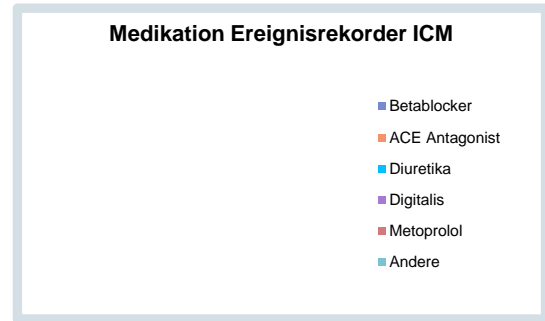 Medikation Ereignisrekorder ICM
Betablocker
ACE Antagonist
Diuretika
Digitalis
Metoprolol
Andere